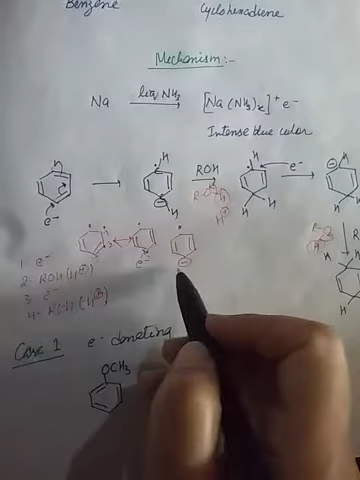 Benzene Cyclohexadiene
Mechanism:-
Na liq NH3 [Na (NH3)x]+ e-
Intense blue color
H H ROH H e-
R-O H
H
e- H H+
1. e- e-
2. ROH (H+)
3. e-
4. ROH (H+)
Case 1 e- donating
OCH3